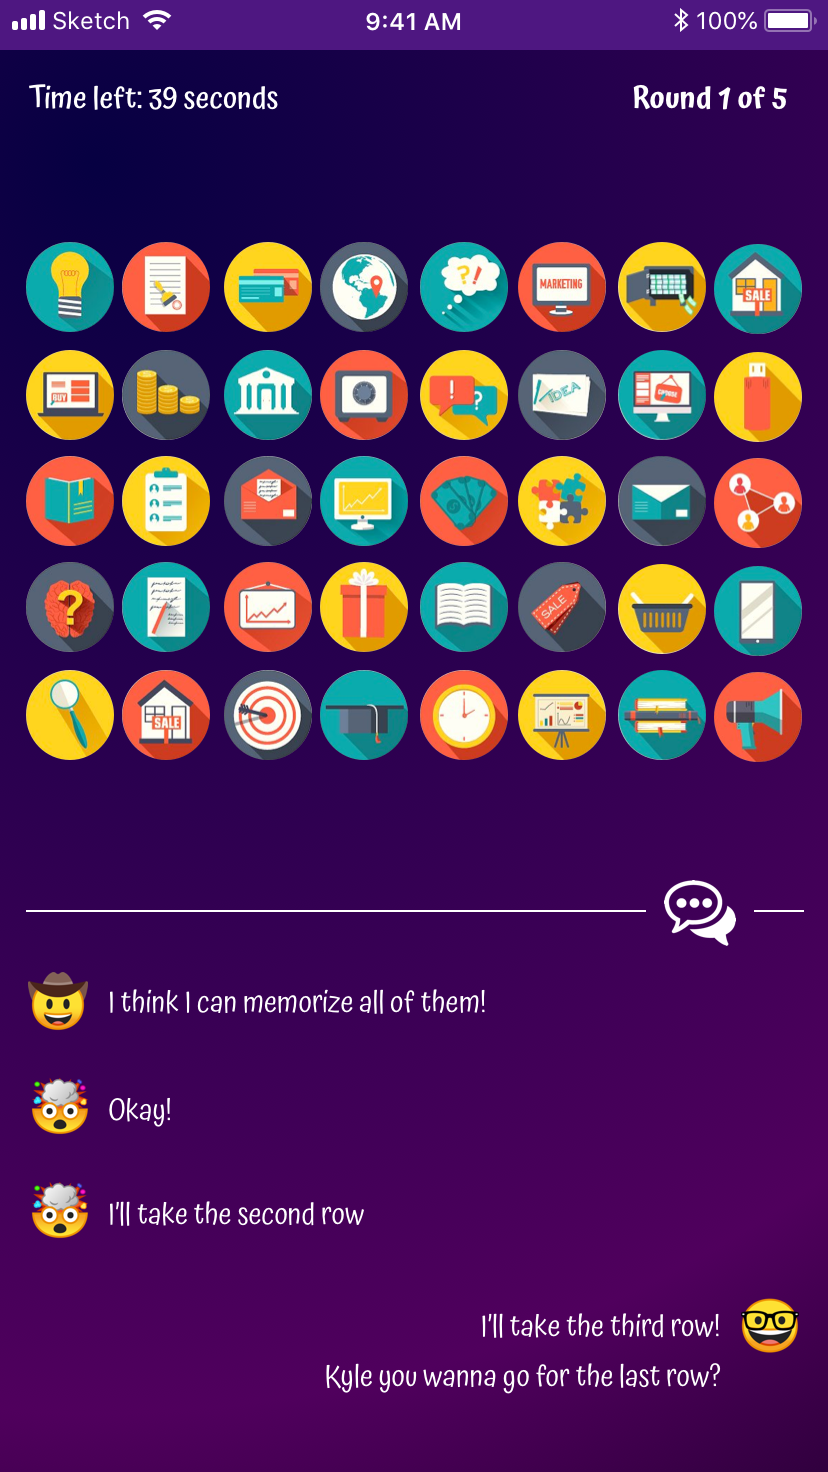 Sketch 9:41 AM 100%
Time left: 39 seconds Round 1 of 5
?!
MARKETING
SALE
BUY
! ?
IDEA
?
SALE
SALE
I think I can memorize all of them!
Okay!
I'll take the second row
I'll take the third row!
Kyle you wanna go for the last row?